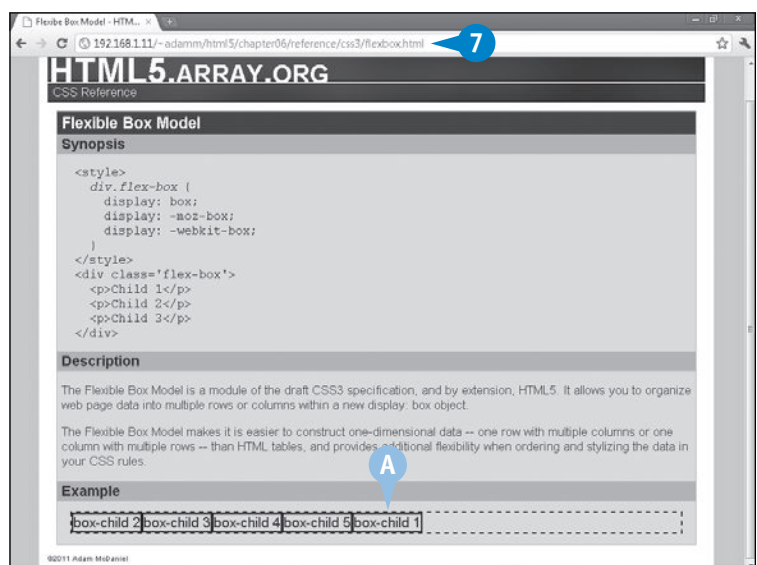 Flexibe Box Model - HTM...
192.168.1.11/~adamm/html5/chapter06/reference/css3/flexbox.html
7
HTML5.ARRAY.ORG
CSS Reference
Flexible Box Model
Synopsis
<style>
div.flex-box {
display: box;
display: -moz-box;
display: -webkit-box;
}
</style>
<div class='flex-box'>
<p>Child 1</p>
<p>Child 2</p>
<p>Child 3</p>
</div>
Description
The Flexible Box Model is a module of the draft CSS3 specification, and by extension, HTML5. It allows you to organize
web page data into multiple rows or columns within a new display: box object.
The Flexible Box Model makes it is easier to construct one-dimensional data -- one row with multiple columns or one
column with multiple rows -- than HTML tables, and provides additional flexibility when ordering and stylizing the data in
your CSS rules.
A
Example
box-child 2 box-child 3 box-child 4 box-child 5 box-child 1
©2011 Adam McDaniel